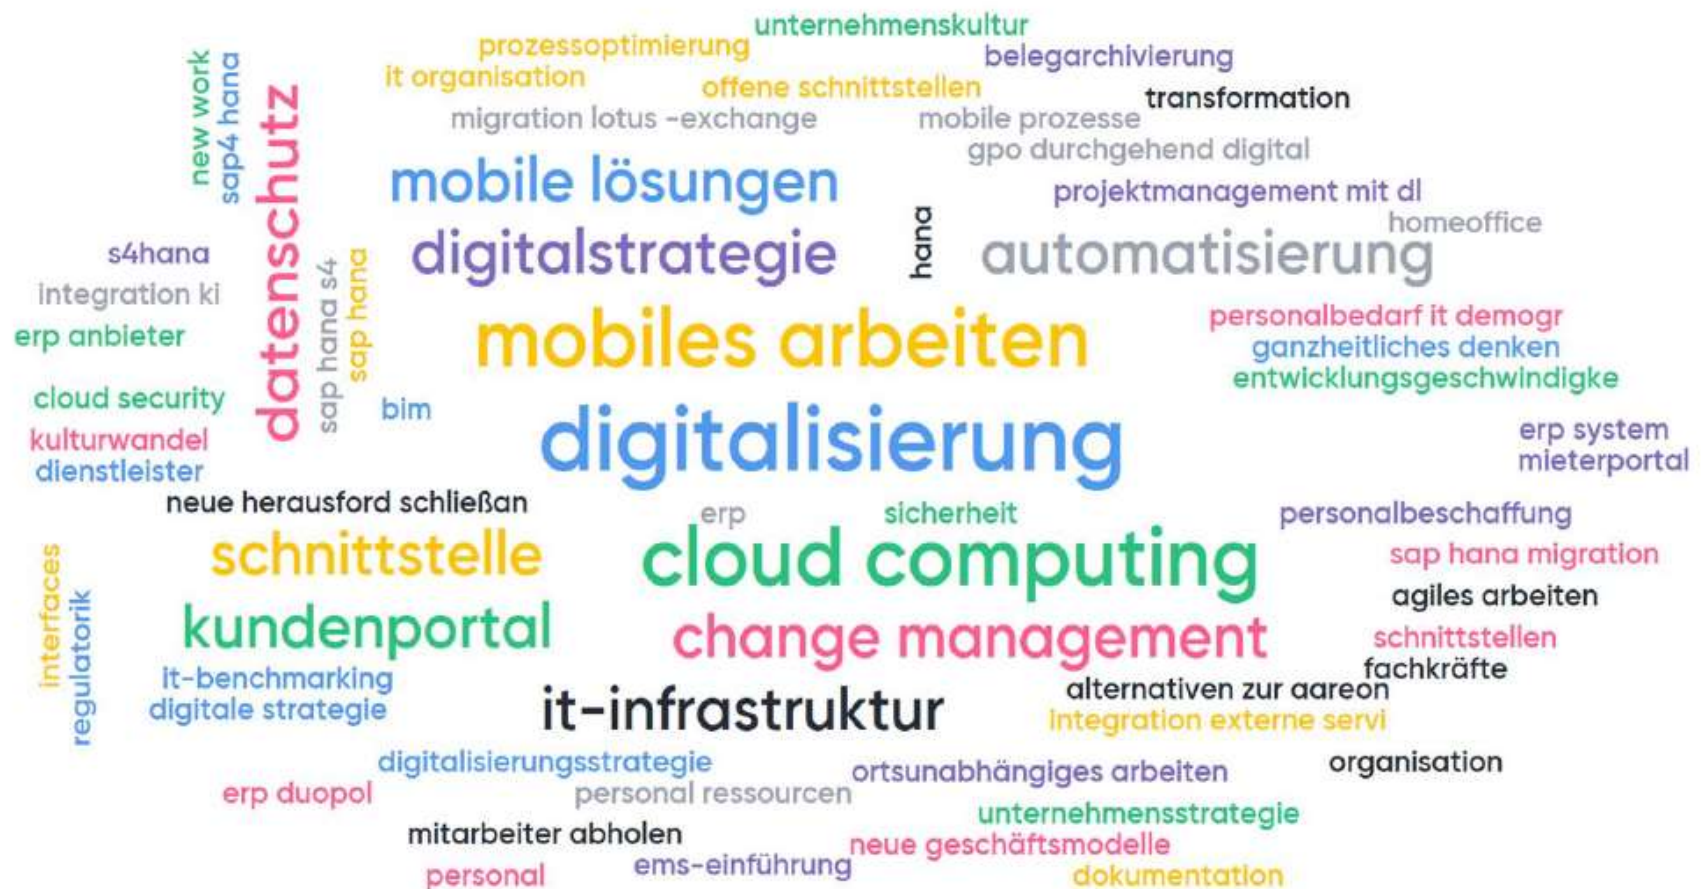 unternehmenskultur
prozessoptimierung
belegarchivierung
it organisation
offene schnittstellen
transformation
new work
sap4 hana
datenschutz
migration lotus -exchange
mobile prozesse
gpo durchgehend digital
mobile lösungen
projektmanagement mit dl
hana
homeoffice
s4hana
digitalstrategie
automatisierung
integration ki
sap hana s4
sap hana
erp anbieter
mobiles arbeiten
personalbedarf it demogr
ganzheitliches denken
entwicklungsgeschwindigke
cloud security
bim
kulturwandel
digitalisierung
erp system
dienstleister
mieterportal
neue herausford schließan
erp
sicherheit
personalbeschaffung
schnittstelle
cloud computing
sap hana migration
interfaces
regulatorik
agiles arbeiten
kundenportal
change management
schnittstellen
fachkräfte
it-benchmarking
alternativen zur aareon
digitale strategie
it-infrastruktur
integration externe servi
digitalisierungsstrategie
ortsunabhängiges arbeiten
organisation
erp duopol
personal ressourcen
unternehmensstrategie
mitarbeiter abholen
neue geschäftsmodelle
ems-einführung
personal
dokumentation